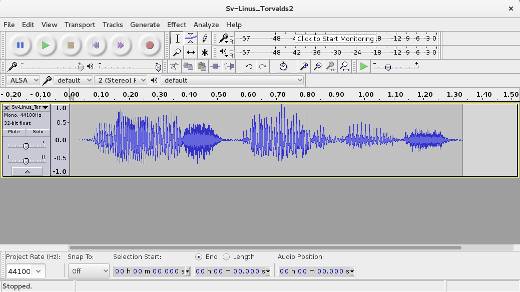 Sv-Linus_Torvalds2
File Edit View Transport Tracks Generate Effect Analyze Help
-57 -48 Click to Start Monitoring -12 -9 -6 -3 0
-57 -48 -42 -36 -30 -24 -18 -12 -9 -6 -3 0
ALSA default 2 (Stereo) default
-0.20 -0.10 0.00 0.10 0.20 0.30 0.40 0.50 0.60 0.70 0.80 0.90 1.00 1.10 1.20 1.30 1.40 1.50
Sv-Linus_Tor 1.0
Mono, 44100Hz
32-bit float 0.5
Mute Solo
0.0
-0.5
-1.0
Project Rate (Hz): Snap To: Selection Start: End Length Audio Position:
44100 Off 00 h 00 m 00.000 s 00 h 00 m 00.000 s 00 h 00 m 00.000 s
Stopped.